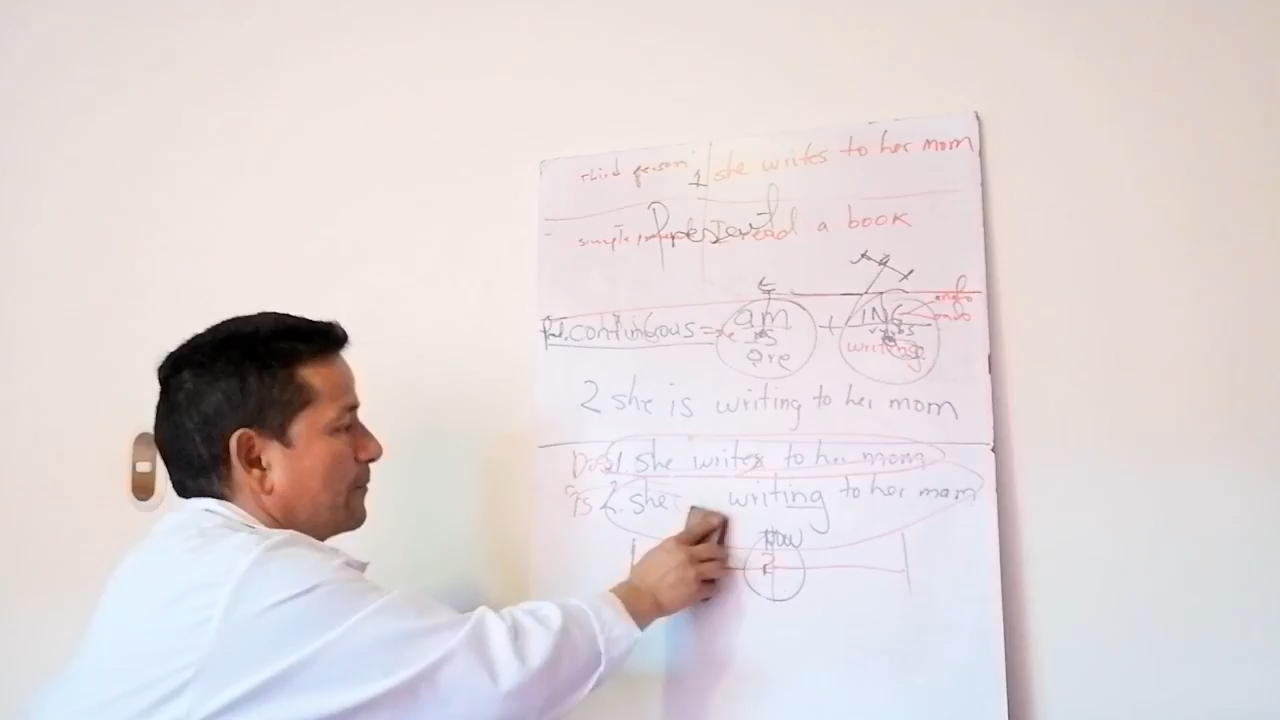 third person 1 she writes to her mom
simple Present I read a book
continuous = am + ING
is verbs
are writing
2 she is writing to her mom
Does 1 she writes to her mom
is 2. she writing to her mom
Now